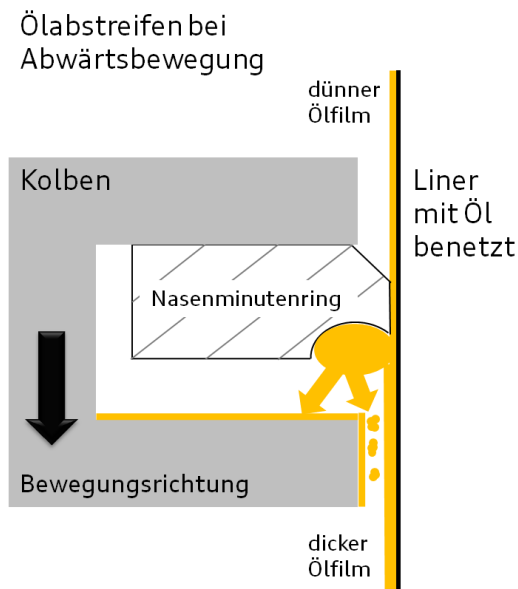 Ölabstreifen bei
Abwärtsbewegung
dünner
Ölfilm
Kolben
Liner
mit Öl
benetzt
Nasenminutenring
Bewegungsrichtung
dicker
Ölfilm